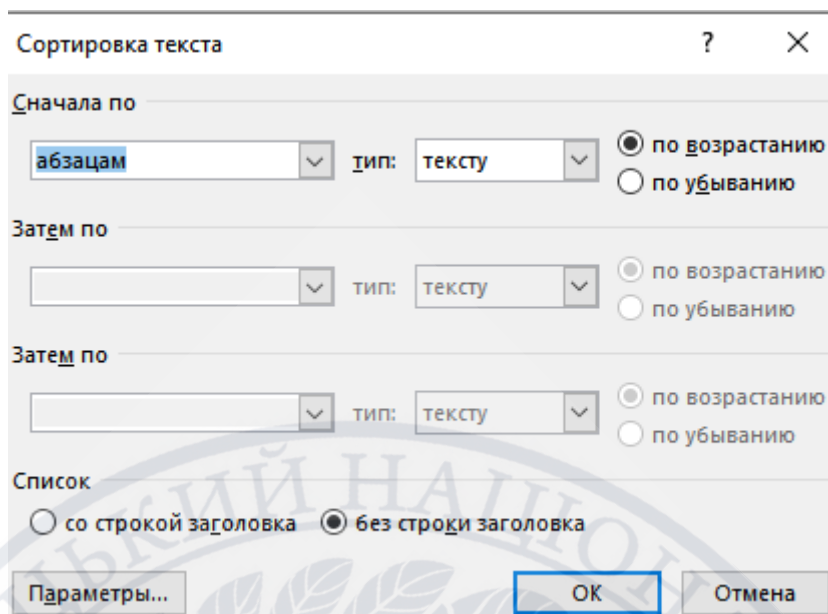 Сортировка текста ?
Сначала по
абзацам тип: тексту по возрастанию
по убыванию
Затем по
тип: тексту по возрастанию
по убыванию
Затем по
тип: тексту по возрастанию
по убыванию
Список
со строкой заголовка без строки заголовка
Параметры... ОК Отмена